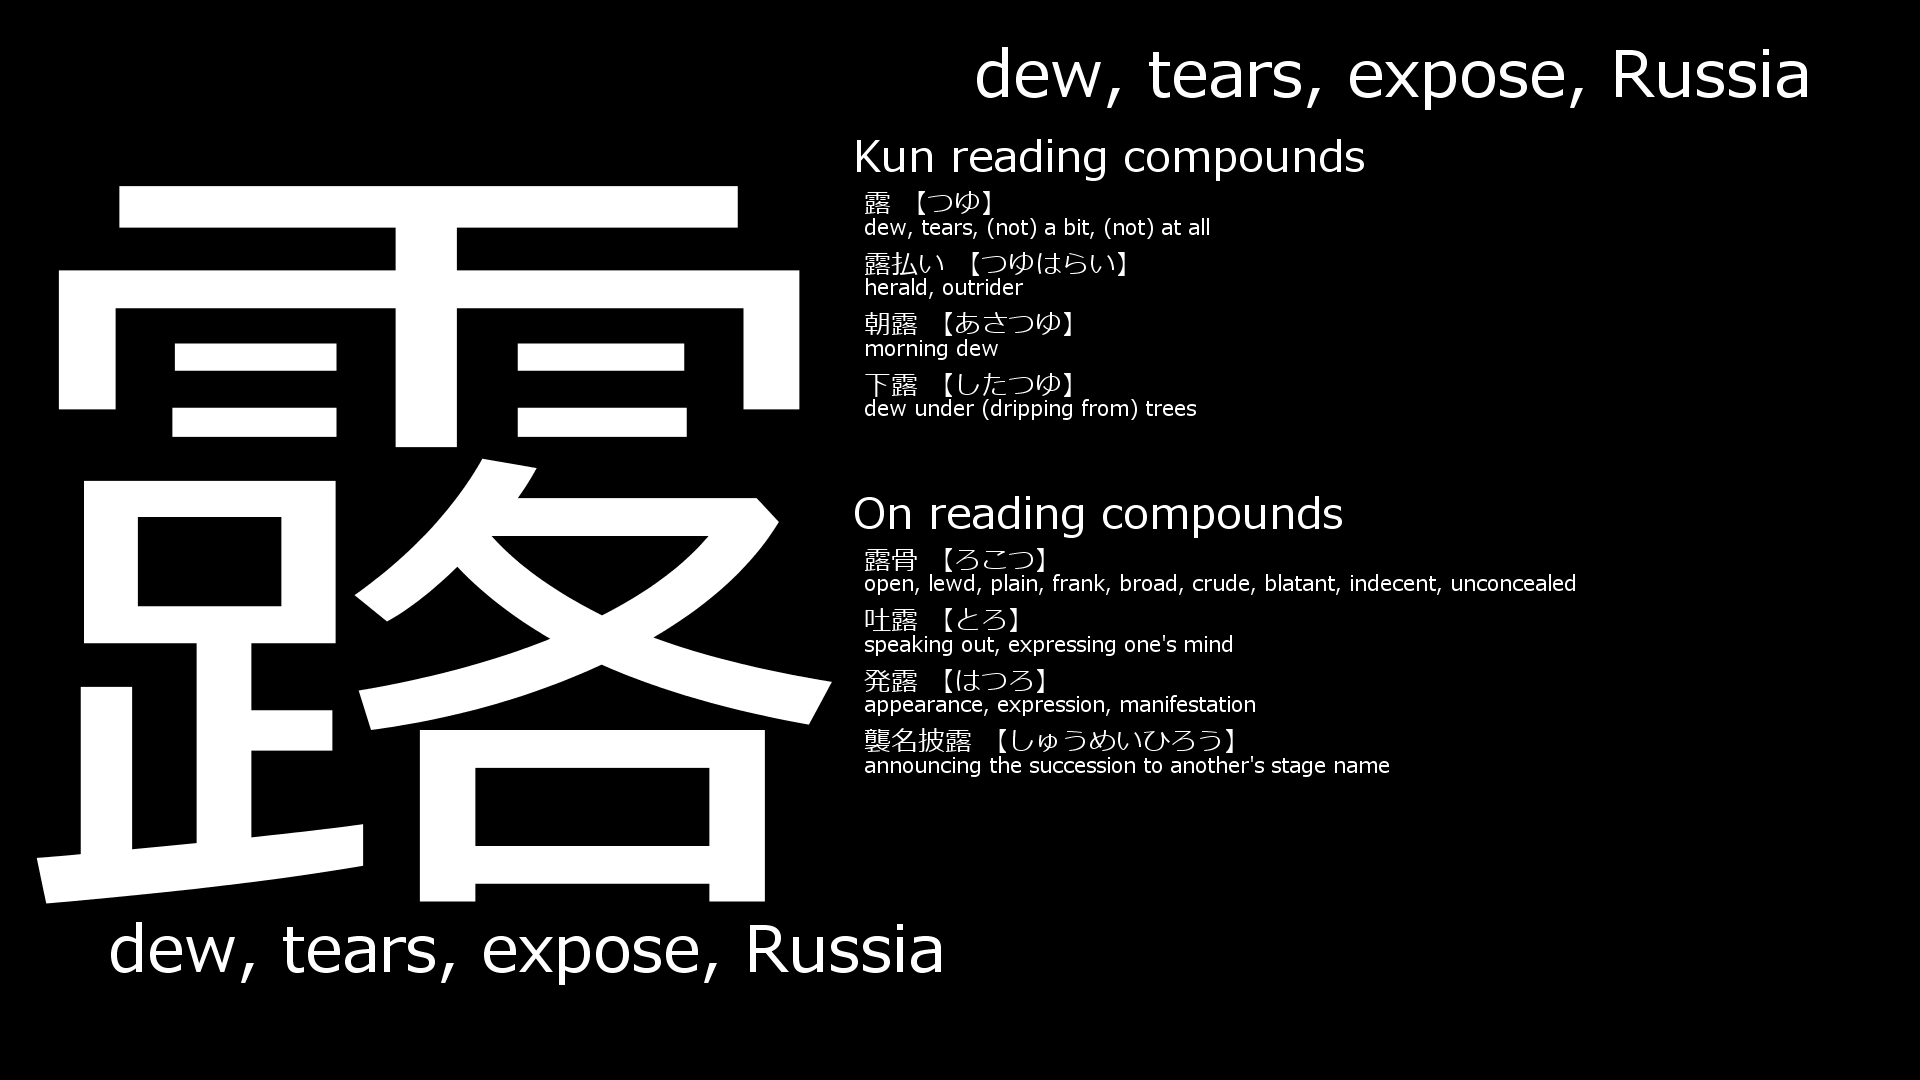 dew, tears, expose, Russia
露
Kun reading compounds
露 【つゆ】
dew, tears, (not) a bit, (not) at all
露払い 【つゆはらい】
herald, outrider
朝露 【あさつゆ】
morning dew
下露 【したつゆ】
dew under (dripping from) trees
On reading compounds
露骨 【ろこつ】
open, lewd, plain, frank, broad, crude, blatant, indecent, unconcealed
吐露 【とろ】
speaking out, expressing one's mind
発露 【はつろ】
appearance, expression, manifestation
襲名披露 【しゅうめいひろう】
announcing the succession to another's stage name
dew, tears, expose, Russia